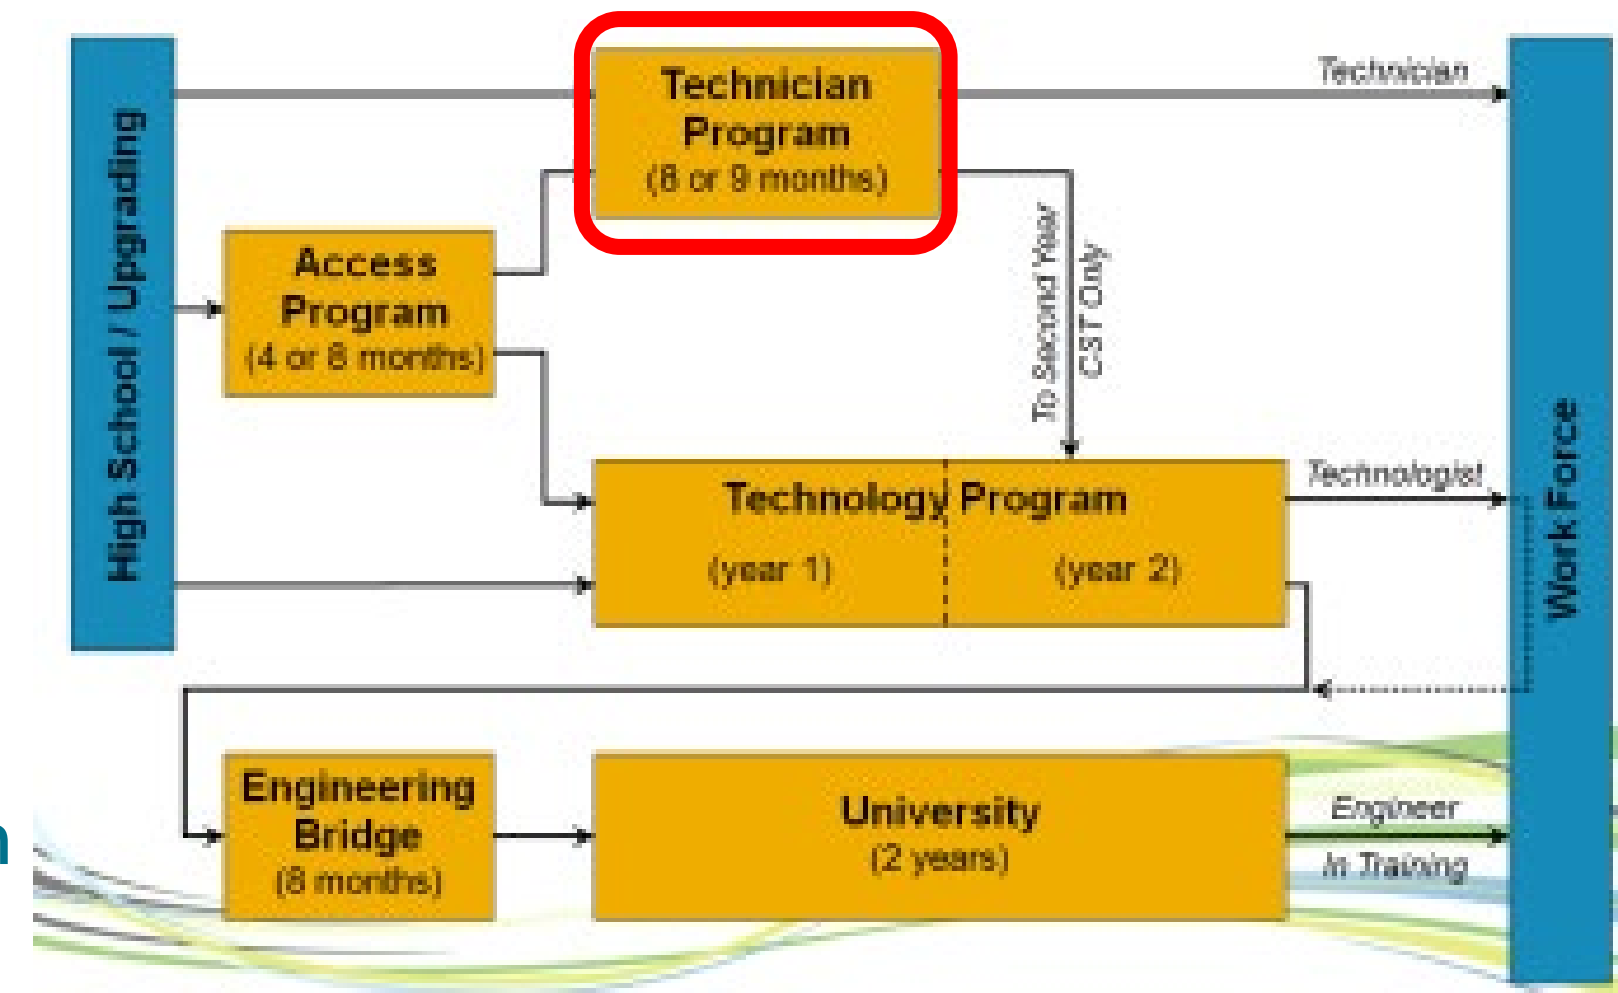 High School / Upgrading
Technician
Program
(8 or 9 months)
Technician
Access
Program
(4 or 8 months)
To Second Year
CST Only
Technology Program
(year 1)
(year 2)
Technologist
Work Force
Engineering
Bridge
(8 months)
University
(2 years)
Engineer
In Training